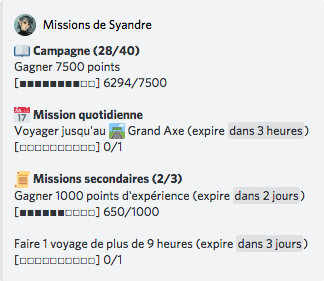 Missions de Syandre
Campagne (28/40)
Gagner 7500 points
[■■■■■■■■□□] 6294/7500
Mission quotidienne
Voyager jusqu'au Grand Axe (expire dans 3 heures)
[□□□□□□□□□□] 0/1
Missions secondaires (2/3)
Gagner 1000 points d'expérience (expire dans 2 jours)
[■■■■■■□□□□] 650/1000
Faire 1 voyage de plus de 9 heures (expire dans 3 jours)
[□□□□□□□□□□] 0/1